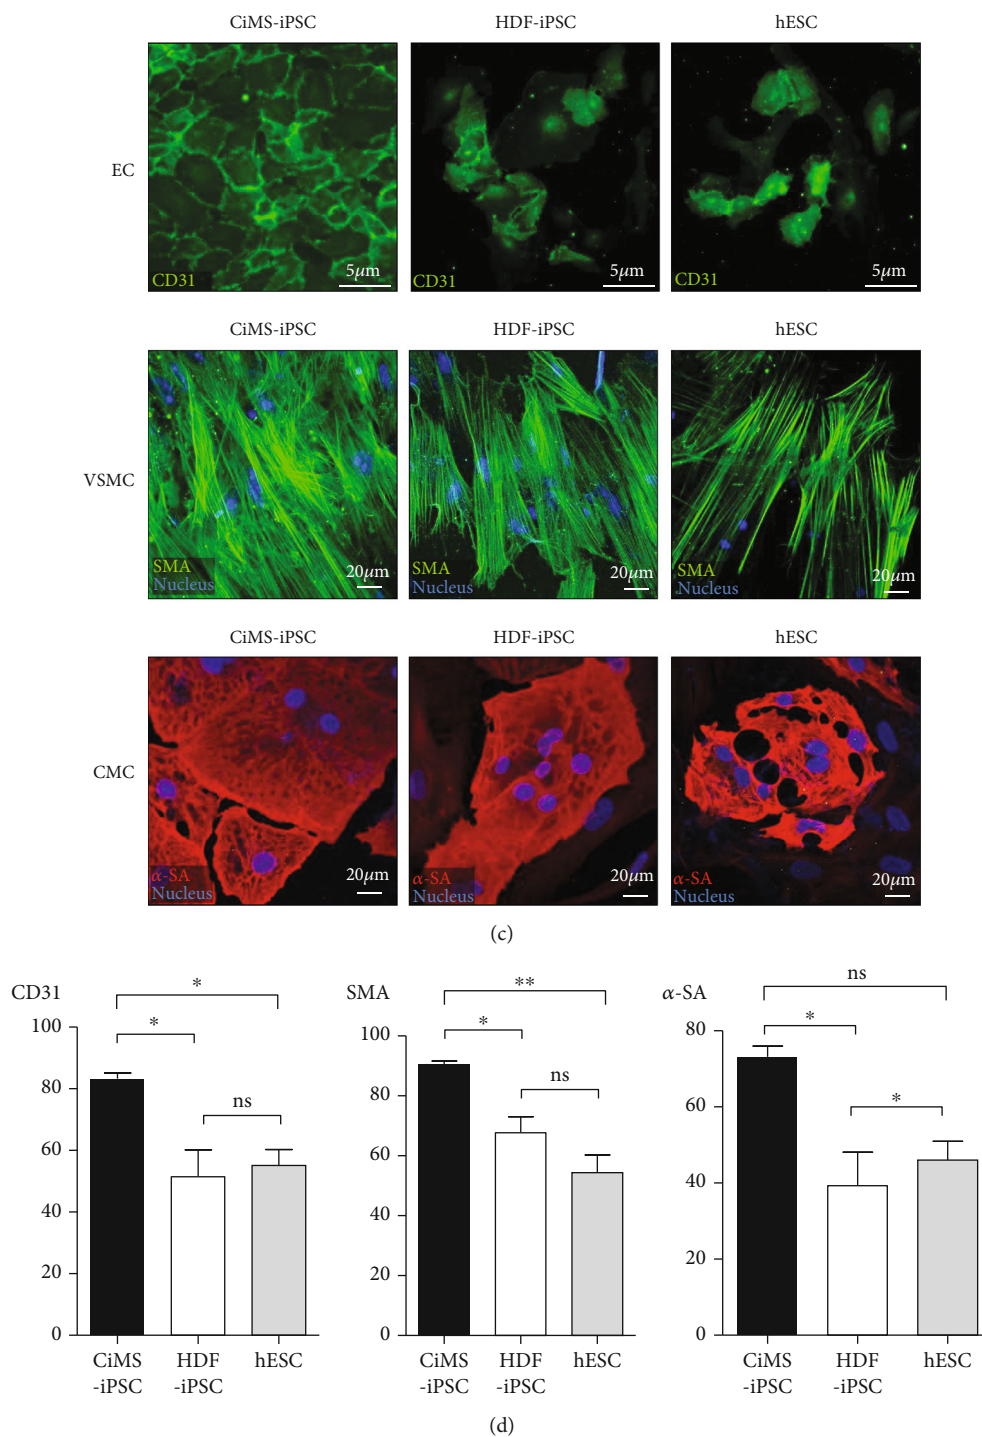 CiMS-iPSC HDF-iPSC hESC
EC
CD31 5μm CD31 5μm CD31 5μm
CiMS-iPSC HDF-iPSC hESC
VSMC
SMA
Nucleus 20μm SMA
Nucleus 20μm SMA
Nucleus 20μm
CiMS-iPSC HDF-iPSC hESC
CMC
α-SA
Nucleus 20μm α-SA
Nucleus 20μm α-SA
Nucleus 20μm
(c)
CD31
*
*
ns
100
80
60
40
20
0
CiMS
-iPSC
HDF
-iPSC
hESC
SMA
**
*
ns
100
80
60
40
20
0
CiMS
-iPSC
HDF
-iPSC
hESC
α-SA
ns
*
*
80
60
40
20
0
CiMS
-iPSC
HDF
-iPSC
hESC
(d)